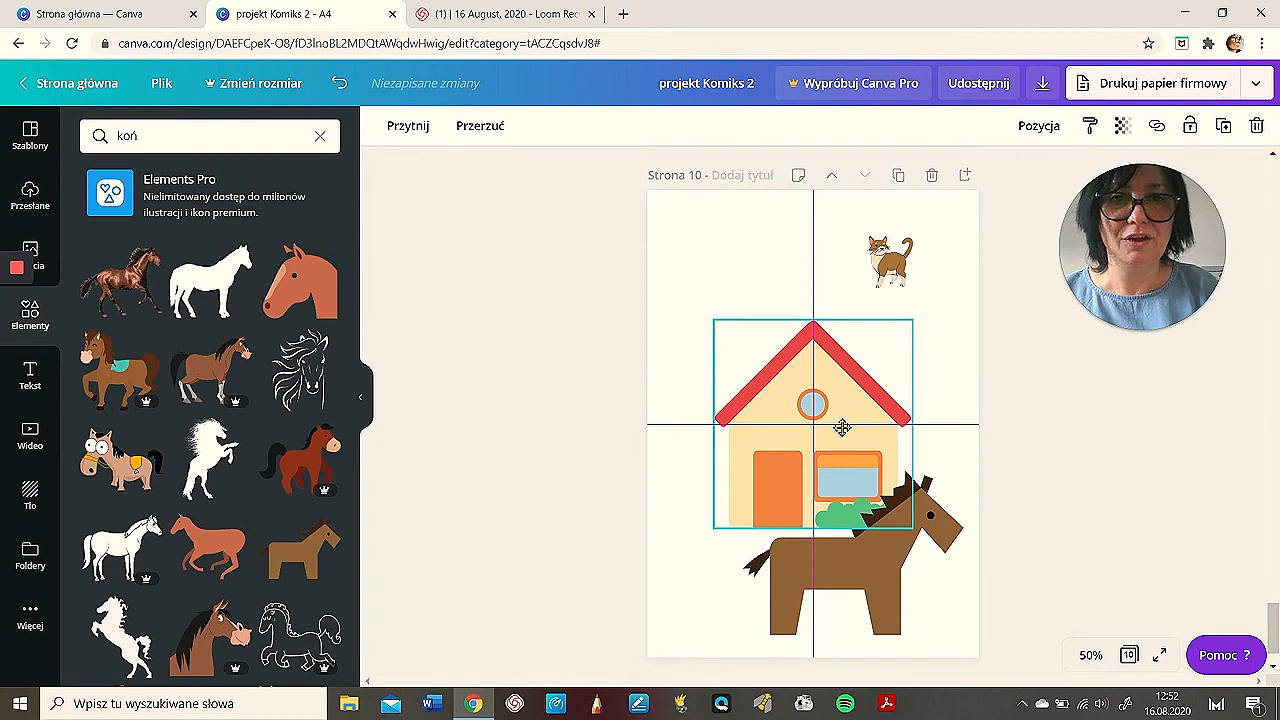 Strona główna — Canva
projekt Komiks 2 - A4
(1) | 16 August, 2020 - Loom Rec
canva.com/design/DAEFCpeK-O8/fD3lnoBL2MDQtAWqdwHwig/edit?category=tACZCqsdvJ8#
Strona główna
Plik
Zmień rozmiar
Niezapisane zmiany
projekt Komiks 2
Wypróbuj Canva Pro
Udostępnij
Drukuj papier firmowy
Szablony
Przesłane
cia
Elementy
Tekst
Wideo
Tło
Foldery
Więcej
koń
Elements Pro
Nielimitowany dostęp do milionów
ilustracji i ikon premium.
Przytnij
Przerzuć
Pozycja
Strona 10 - Dodaj tytuł
50%
10
Pomoc ?
Wpisz tu wyszukiwane słowa
12:52
16.08.2020